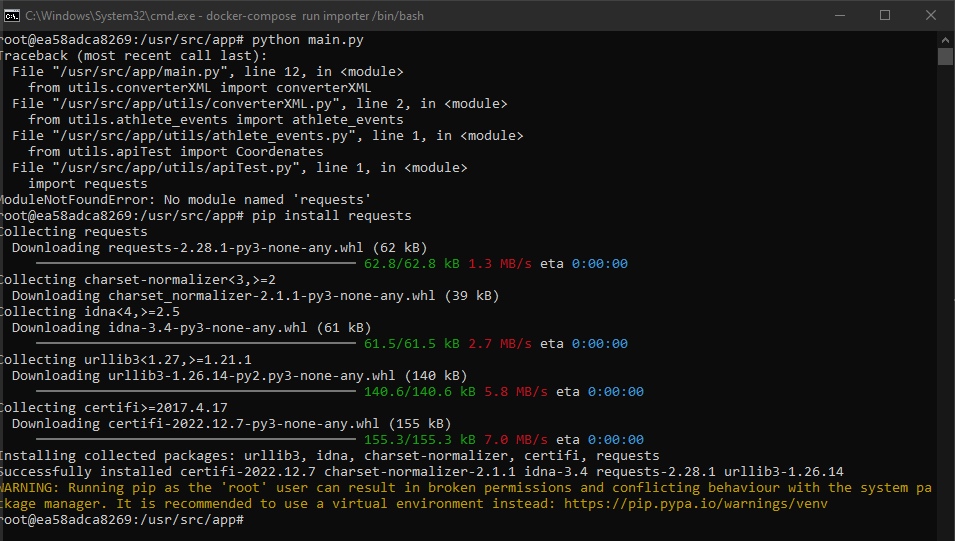 C:\Windows\System32\cmd.exe - docker-compose run importer /bin/bash
root@ea58adca8269:/usr/src/app# python main.py
Traceback (most recent call last):
File "/usr/src/app/main.py", line 12, in <module>
from utils.converterXML import converterXML
File "/usr/src/app/utils/converterXML.py", line 2, in <module>
from utils.athlete_events import athlete_events
File "/usr/src/app/utils/athlete_events.py", line 1, in <module>
from utils.apiTest import Coordenates
File "/usr/src/app/utils/apiTest.py", line 1, in <module>
import requests
ModuleNotFoundError: No module named 'requests'
root@ea58adca8269:/usr/src/app# pip install requests
Collecting requests
Downloading requests-2.28.1-py3-none-any.whl (62 kB)
62.8/62.8 kB 1.3 MB/s eta 0:00:00
Collecting charset-normalizer<3,>=2
Downloading charset_normalizer-2.1.1-py3-none-any.whl (39 kB)
Collecting idna<4,>=2.5
Downloading idna-3.4-py3-none-any.whl (61 kB)
61.5/61.5 kB 2.7 MB/s eta 0:00:00
Collecting urllib3<1.27,>=1.21.1
Downloading urllib3-1.26.14-py2.py3-none-any.whl (140 kB)
140.6/140.6 kB 5.8 MB/s eta 0:00:00
Collecting certifi>=2017.4.17
Downloading certifi-2022.12.7-py3-none-any.whl (155 kB)
155.3/155.3 kB 7.0 MB/s eta 0:00:00
Installing collected packages: urllib3, idna, charset-normalizer, certifi, requests
Successfully installed certifi-2022.12.7 charset-normalizer-2.1.1 idna-3.4 requests-2.28.1 urllib3-1.26.14
WARNING: Running pip as the 'root' user can result in broken permissions and conflicting behaviour with the system pa
ckage manager. It is recommended to use a virtual environment instead: https://pip.pypa.io/warnings/venv
root@ea58adca8269:/usr/src/app#